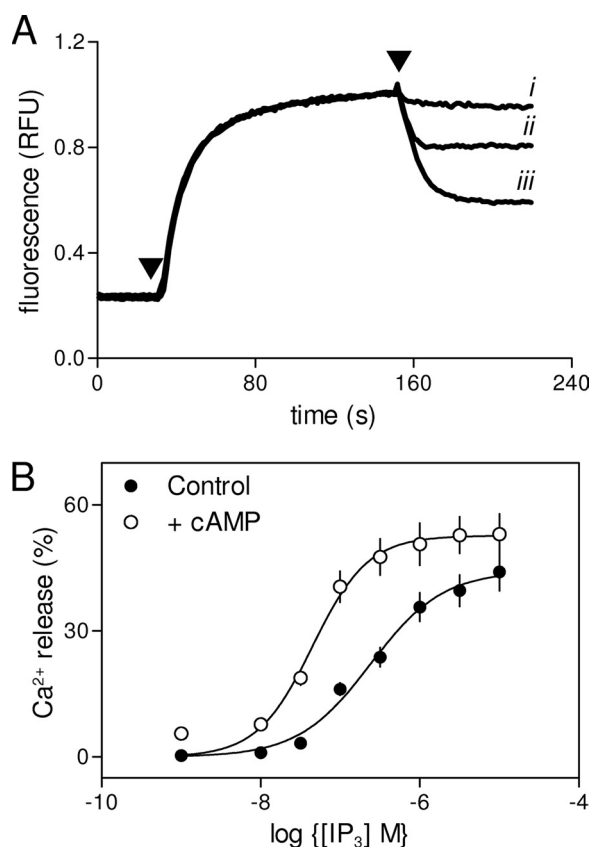 A
1.2
0.8
0.4
0.0
fluorescence (RFU)
i
ii
iii
0
80
160
240
time (s)
B
Control
+ cAMP
60
30
0
Ca²⁺ release (%)
-10
-8
-6
-4
log {[IP₃] M}